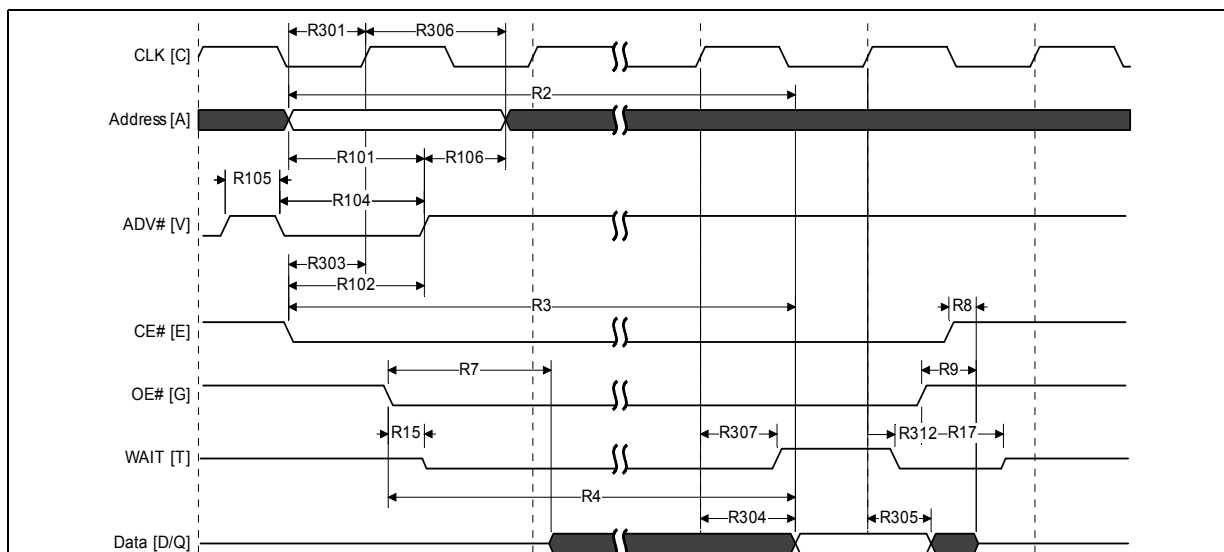 R301 R306
CLK [C]
R2
Address [A]
R101 R106
R105
R104
ADV# [V]
R303
R102
R3
R8
CE# [E]
R7
R9
OE# [G]
R15
R307
R312 R17
WAIT [T]
R4
R304
R305
Data [D/Q]